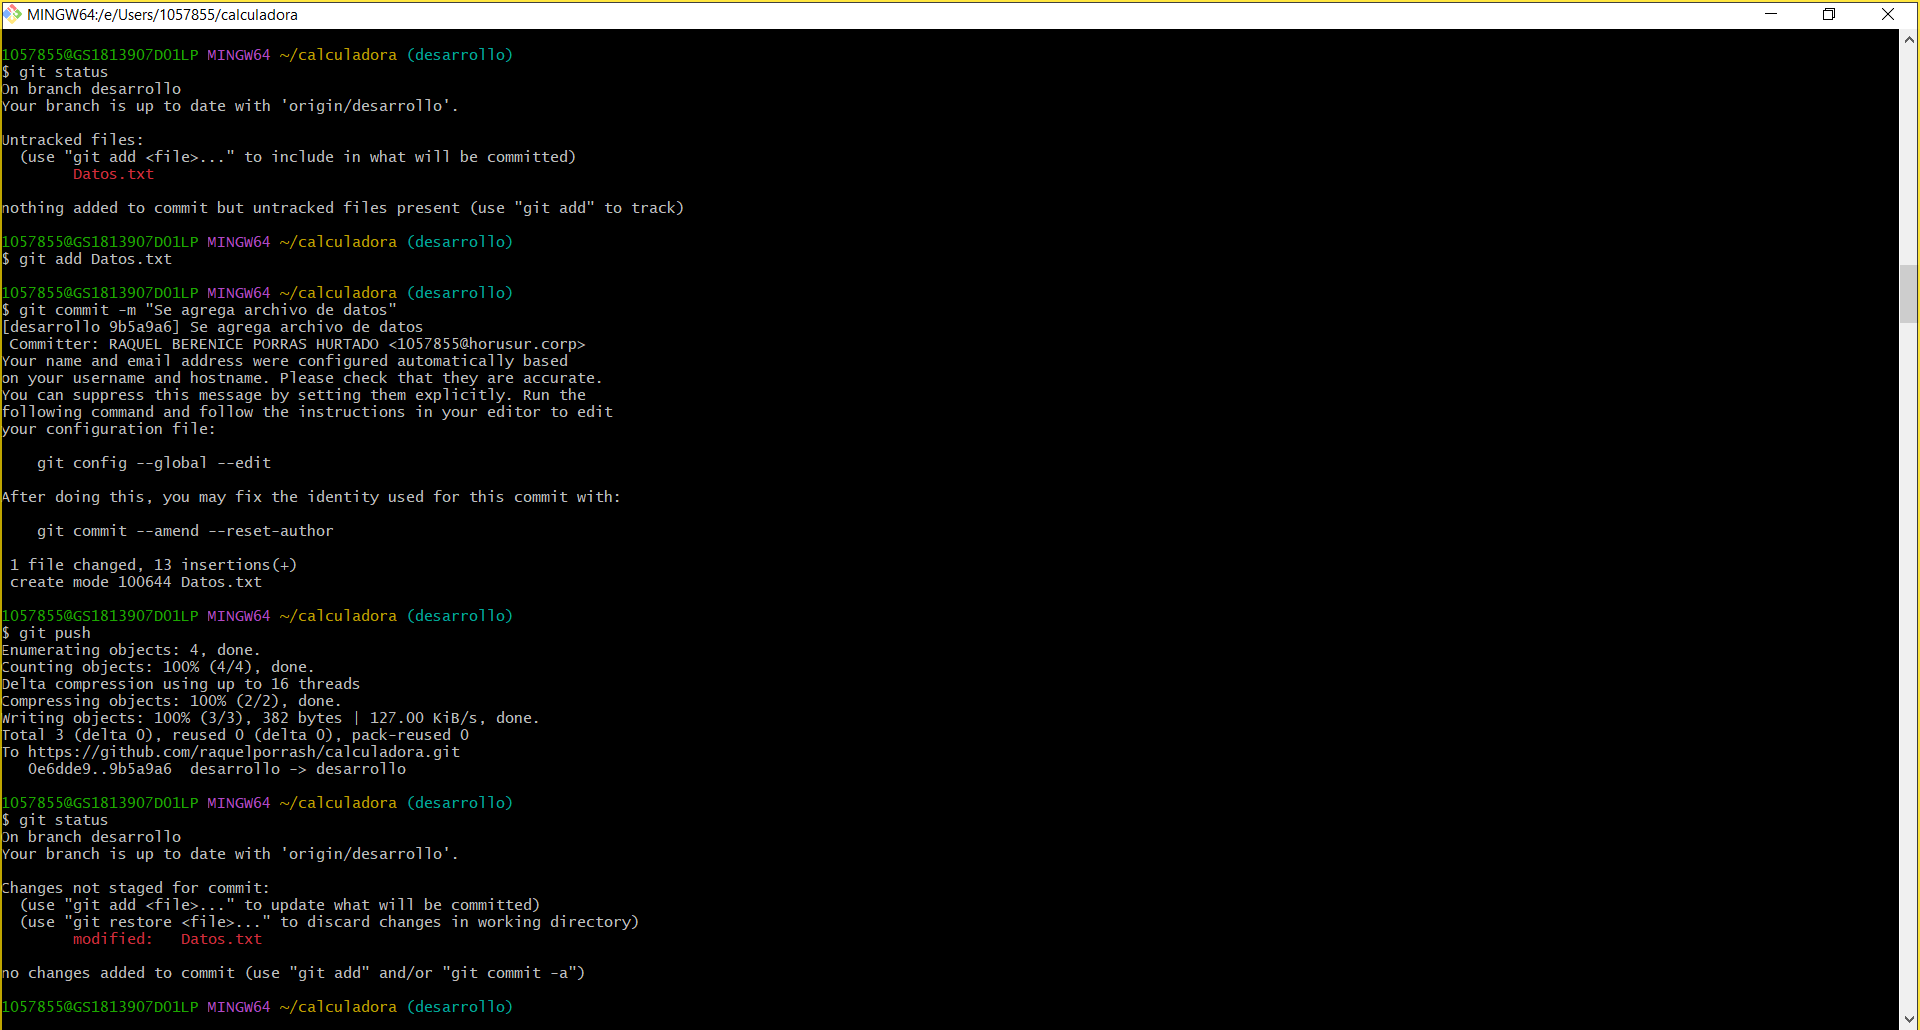 MINGW64:/e/Users/1057855/calculadora
1057855@GS1813907D01LP MINGW64 ~/calculadora (desarrollo)
$ git status
On branch desarrollo
Your branch is up to date with 'origin/desarrollo'.
Untracked files:
  (use "git add <file>..." to include in what will be committed)
        Datos.txt
nothing added to commit but untracked files present (use "git add" to track)
1057855@GS1813907D01LP MINGW64 ~/calculadora (desarrollo)
$ git add Datos.txt
1057855@GS1813907D01LP MINGW64 ~/calculadora (desarrollo)
$ git commit -m "Se agrega archivo de datos"
[desarrollo 9b5a9a6] Se agrega archivo de datos
 Committer: RAQUEL BERENICE PORRAS HURTADO <1057855@horusur.corp>
Your name and email address were configured automatically based
on your username and hostname. Please check that they are accurate.
You can suppress this message by setting them explicitly. Run the
following command and follow the instructions in your editor to edit
your configuration file:
    git config --global --edit
After doing this, you may fix the identity used for this commit with:
    git commit --amend --reset-author
 1 file changed, 13 insertions(+)
 create mode 100644 Datos.txt
1057855@GS1813907D01LP MINGW64 ~/calculadora (desarrollo)
$ git push
Enumerating objects: 4, done.
Counting objects: 100% (4/4), done.
Delta compression using up to 16 threads
Compressing objects: 100% (2/2), done.
Writing objects: 100% (3/3), 382 bytes | 127.00 KiB/s, done.
Total 3 (delta 0), reused 0 (delta 0), pack-reused 0
To https://github.com/raquelporrash/calculadora.git
   0e6dde9..9b5a9a6  desarrollo -> desarrollo
1057855@GS1813907D01LP MINGW64 ~/calculadora (desarrollo)
$ git status
On branch desarrollo
Your branch is up to date with 'origin/desarrollo'.
Changes not staged for commit:
  (use "git add <file>..." to update what will be committed)
  (use "git restore <file>..." to discard changes in working directory)
        modified:   Datos.txt
no changes added to commit (use "git add" and/or "git commit -a")
1057855@GS1813907D01LP MINGW64 ~/calculadora (desarrollo)